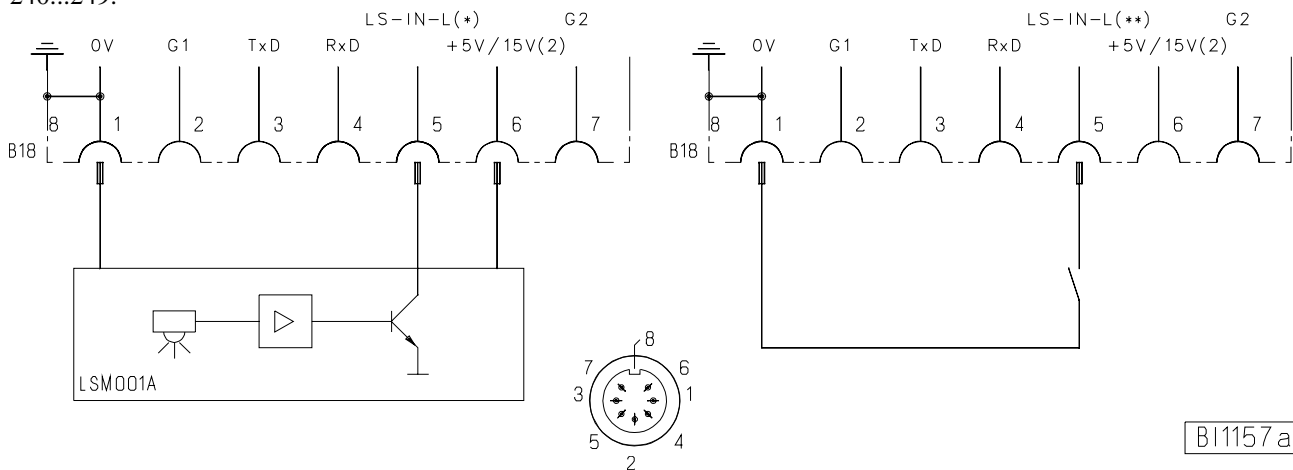 240...249.
LS-IN-L(*) G2
0V G1 TxD RxD +5V/15V(2)
8 1 2 3 4 5 6 7
B18
LSM001A
LS-IN-L(**) G2
0V G1 TxD RxD +5V/15V(2)
8 1 2 3 4 5 6 7
B18
8
7 6
3 1
5 4
2
BI1157a